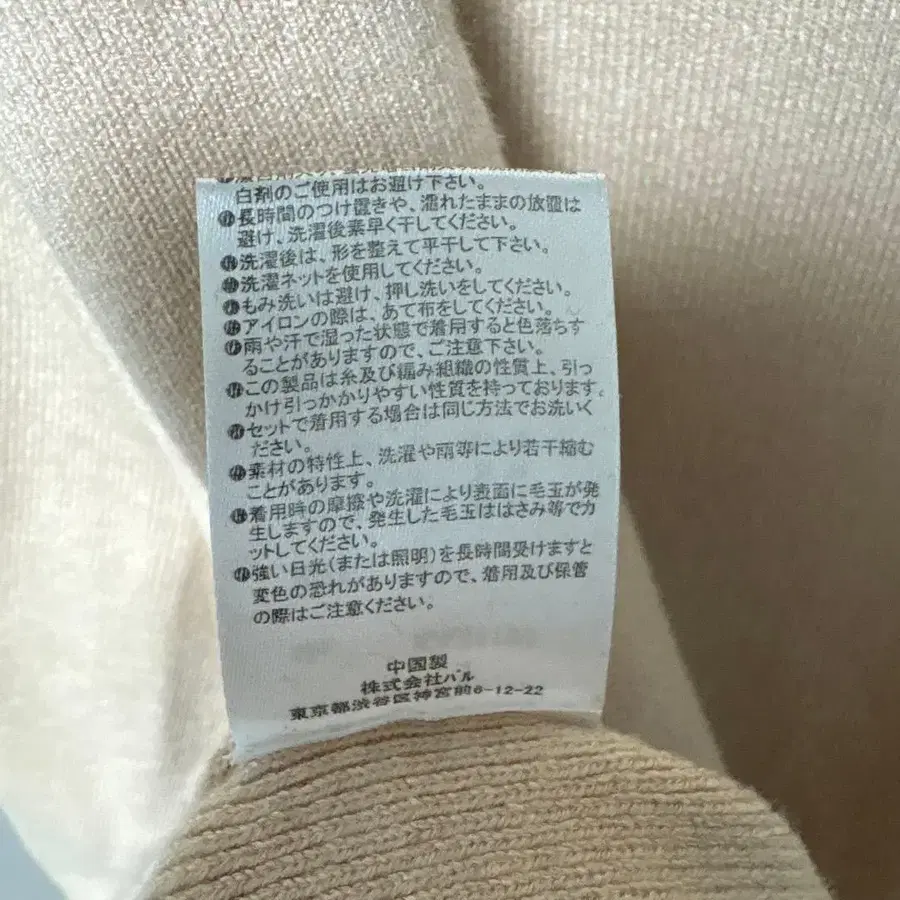 白剤のご使用はお避け下さい。
長時間のつけ置きや、濡れたままの放置は
避け、洗濯後素早く干してください。
洗濯後は、形を整えて平干して下さい。
洗濯ネットを使用してください。
もみ洗いは避け、押し洗いをしてください。
アイロンの際は、あて布をしてください。
雨や汗で湿った状態で着用すると色落ちす
ることがありますので、ご注意下さい。
この製品は糸及び編み組織の性質上、引っ
かけ引っかかりやすい性質を持っております。
セットで着用する場合は同じ方法でお洗いく
ださい。
素材の特性上、洗濯や雨等により若干縮む
ことがあります。
着用時の摩擦や洗濯により表面に毛玉が発
生しますので、発生した毛玉ははさみ等でカ
ットしてください。
強い日光(または照明)を長時間受けますと
変色の恐れがありますので、着用及び保管
の際はご注意ください。
中国製
株式会社パル
東京都渋谷区神宮前6-12-22